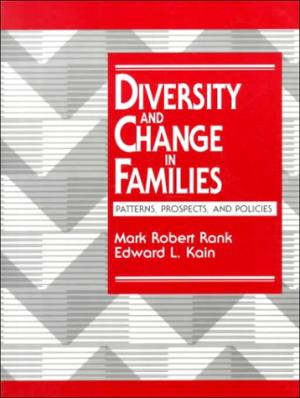 DIVERSITY
AND
CHANGE
IN
FAMILIES
PATTERNS, PROSPECTS, AND POLICIES
Mark Robert Rank
Edward L. Kain